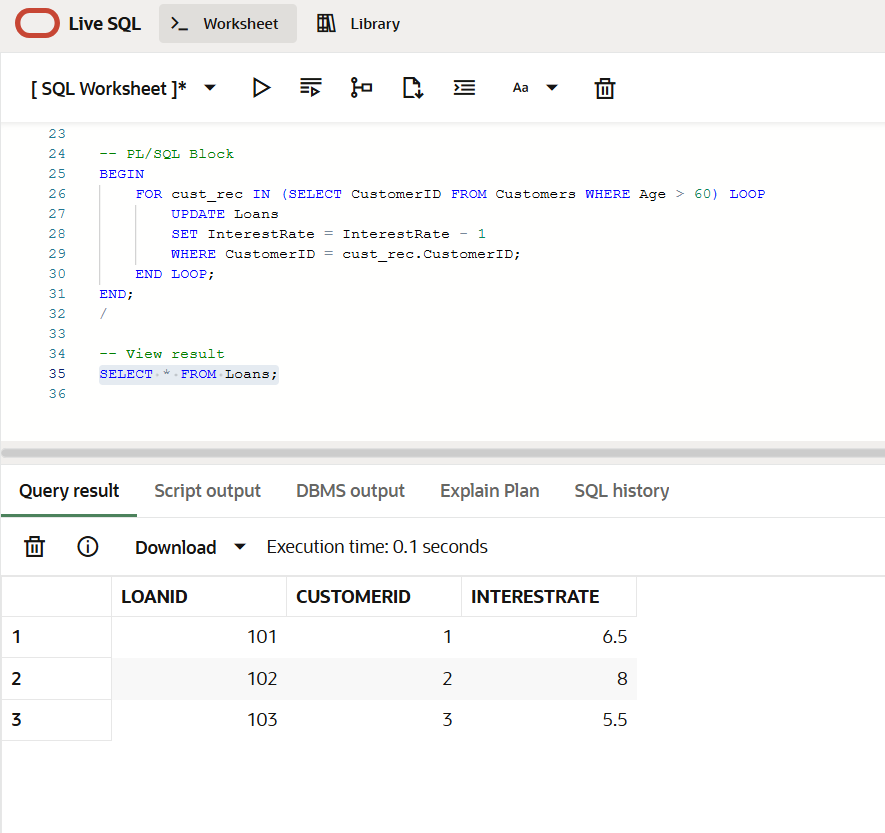 Live SQL >_ Worksheet Library
[ SQL Worksheet ]* Aa
23
24 -- PL/SQL Block
25 BEGIN
26 FOR cust_rec IN (SELECT CustomerID FROM Customers WHERE Age > 60) LOOP
27 UPDATE Loans
28 SET InterestRate = InterestRate - 1
29 WHERE CustomerID = cust_rec.CustomerID;
30 END LOOP;
31 END;
32 /
33
34 -- View result
35 SELECT * FROM Loans;
36
Query result Script output DBMS output Explain Plan SQL history
Download Execution time: 0.1 seconds
LOANID CUSTOMERID INTERESTRATE
1 101 1 6.5
2 102 2 8
3 103 3 5.5